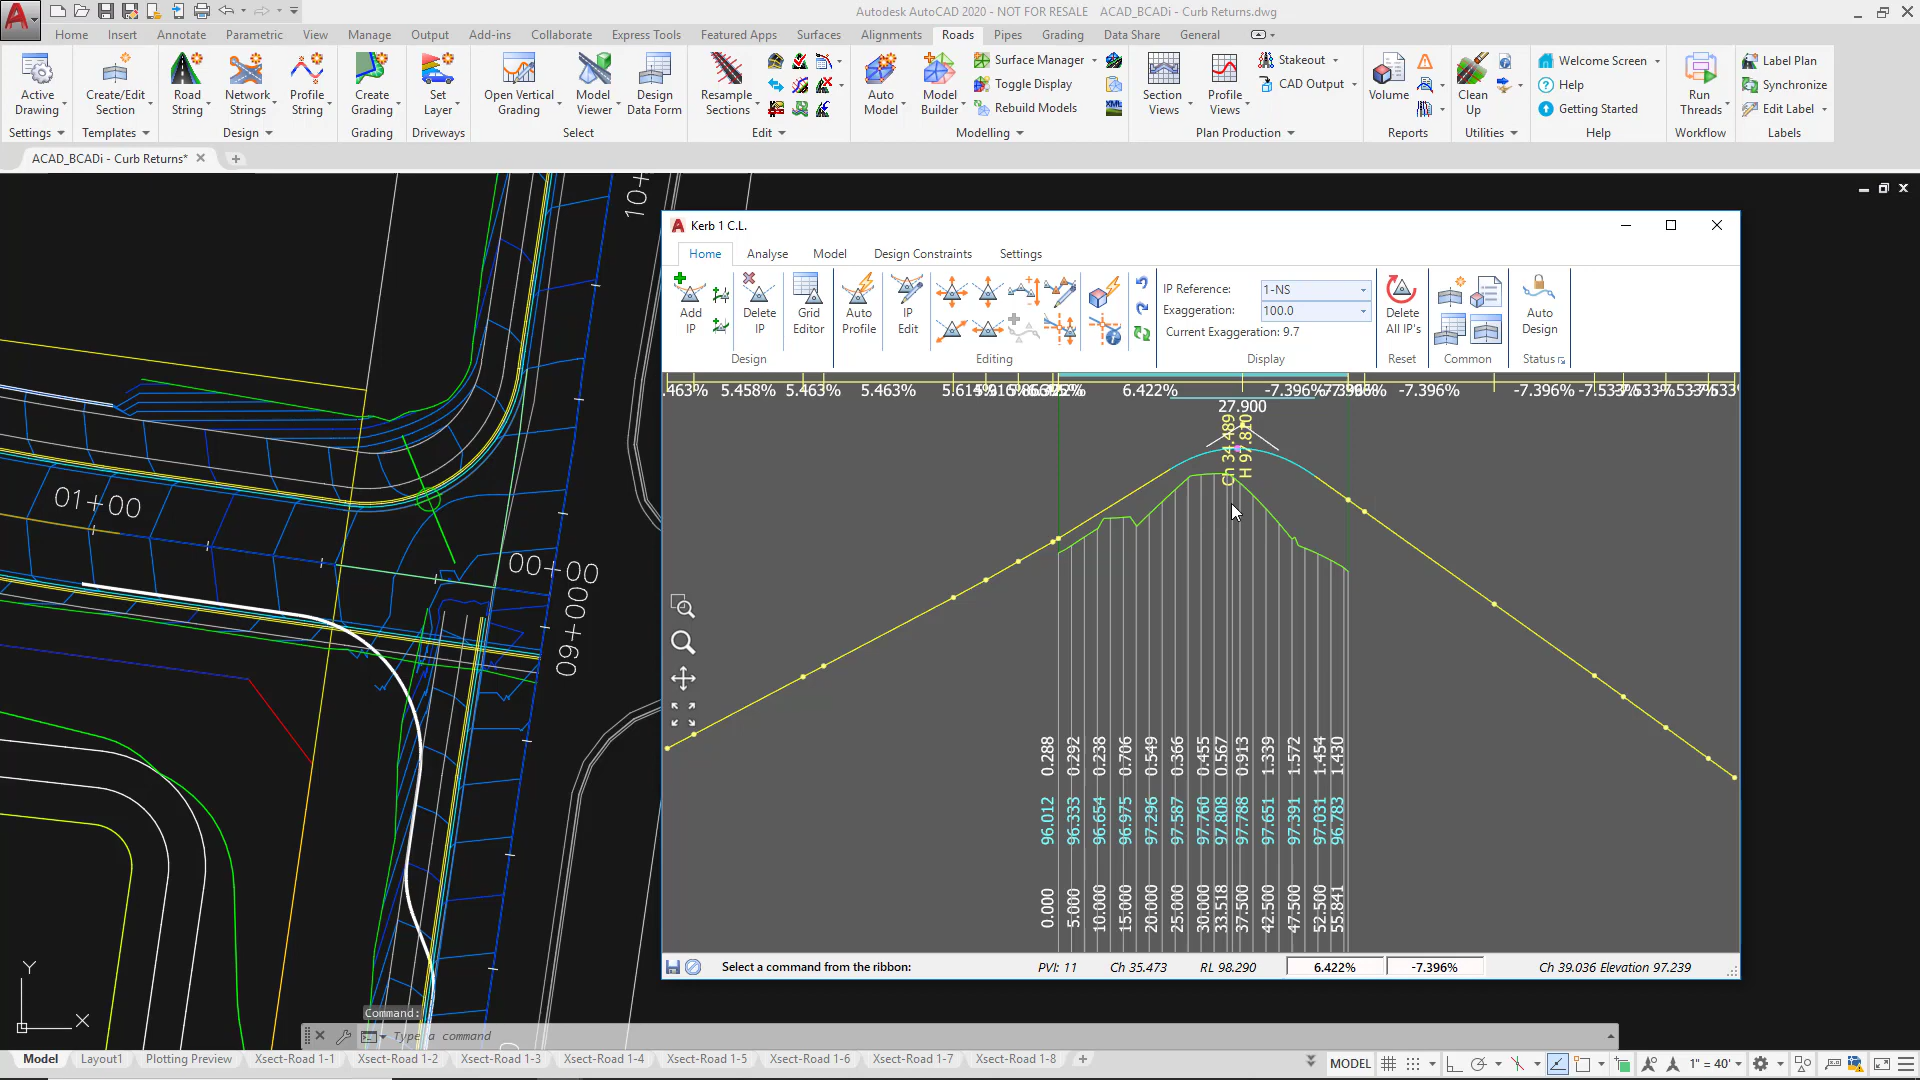 Autodesk AutoCAD 2020 - NOT FOR RESALE ACAD_BCADi - Curb Returns.dwg
Home Insert Annotate Parametric View Manage Output Add-ins Collaborate Express Tools Featured Apps Surfaces Alignments Roads Pipes Grading Data Share General
Active Drawing
Create/Edit Section
Road String
Network Strings
Profile String
Create Grading
Set Layer
Open Vertical Grading
Model Viewer
Design Data Form
Resample Sections
Auto Model
Model Builder
Surface Manager
Toggle Display
Rebuild Models
Section Views
Profile Views
Stakeout
CAD Output
Volume
Clean Up
Welcome Screen
Help
Getting Started
Run Threads
Label Plan
Synchronize
Edit Label
Settings Templates Design Grading Driveways Select Edit Modelling Plan Production Reports Utilities Help Workflow Labels
ACAD_BCADi - Curb Returns*
10+
01+00
00+00
09+00
Kerb 1 C.L.
Home Analyse Model Design Constraints Settings
Add IP
Delete IP
Grid Editor
Auto Profile
IP Edit
IP Reference: 1-NS
Exaggeration: 100.0
Current Exaggeration: 9.7
Delete All IP's
Auto Design
Design Editing Display Reset Common Status
.463% 5.458% 5.463% 5.463% 6.422% -7.396% -7.396% -7.396%
27.900
Ch 34.489
H 97.810
0.288 0.292 0.238 0.706 0.549 0.366 0.455 0.567 0.913 1.339 1.572 1.454 1.430
96.012 96.333 96.654 96.975 97.296 97.587 97.760 97.808 97.788 97.651 97.391 97.031 96.783
0.000 5.000 10.000 15.000 20.000 25.000 30.000 33.518 37.500 42.500 47.500 52.500 55.841
Select a command from the ribbon: PVI: 11 Ch 35.473 RL 98.290 6.422% -7.396% Ch 39.036 Elevation 97.239
Y
X
Command:
Type a command
Model Layout1 Plotting Preview Xsect-Road 1-1 Xsect-Road 1-2 Xsect-Road 1-3 Xsect-Road 1-4 Xsect-Road 1-5 Xsect-Road 1-6 Xsect-Road 1-7 Xsect-Road 1-8
MODEL 1" = 40'